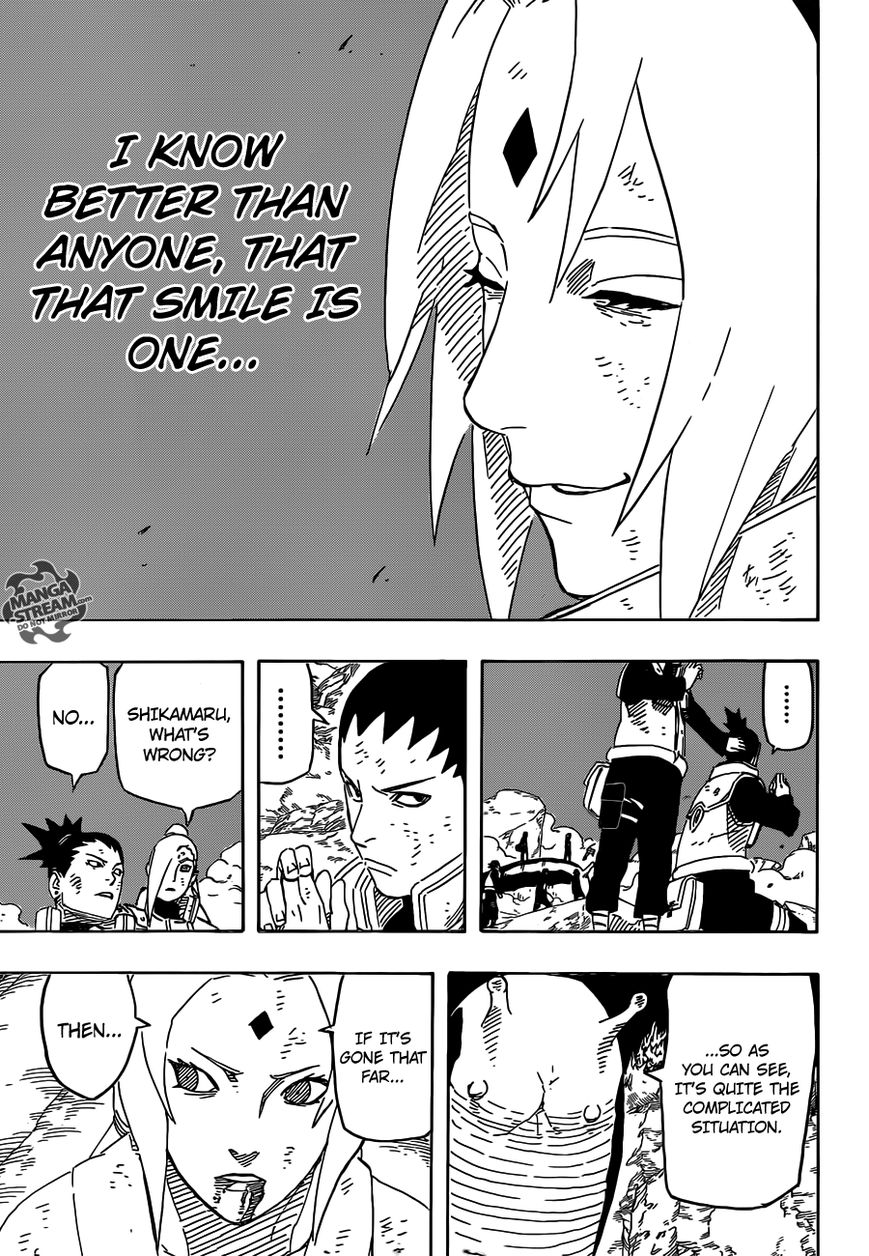 I KNOW
BETTER THAN
ANYONE, THAT
THAT SMILE IS
ONE...
MANGA
STREAM.com
DO NOT MIRROR
..........
..........
SHIKAMARU,
WHAT'S
WRONG?
NO...
...SO AS
YOU CAN SEE,
IT'S QUITE THE
COMPLICATED
SITUATION.
IF IT'S
GONE THAT
FAR...
THEN...